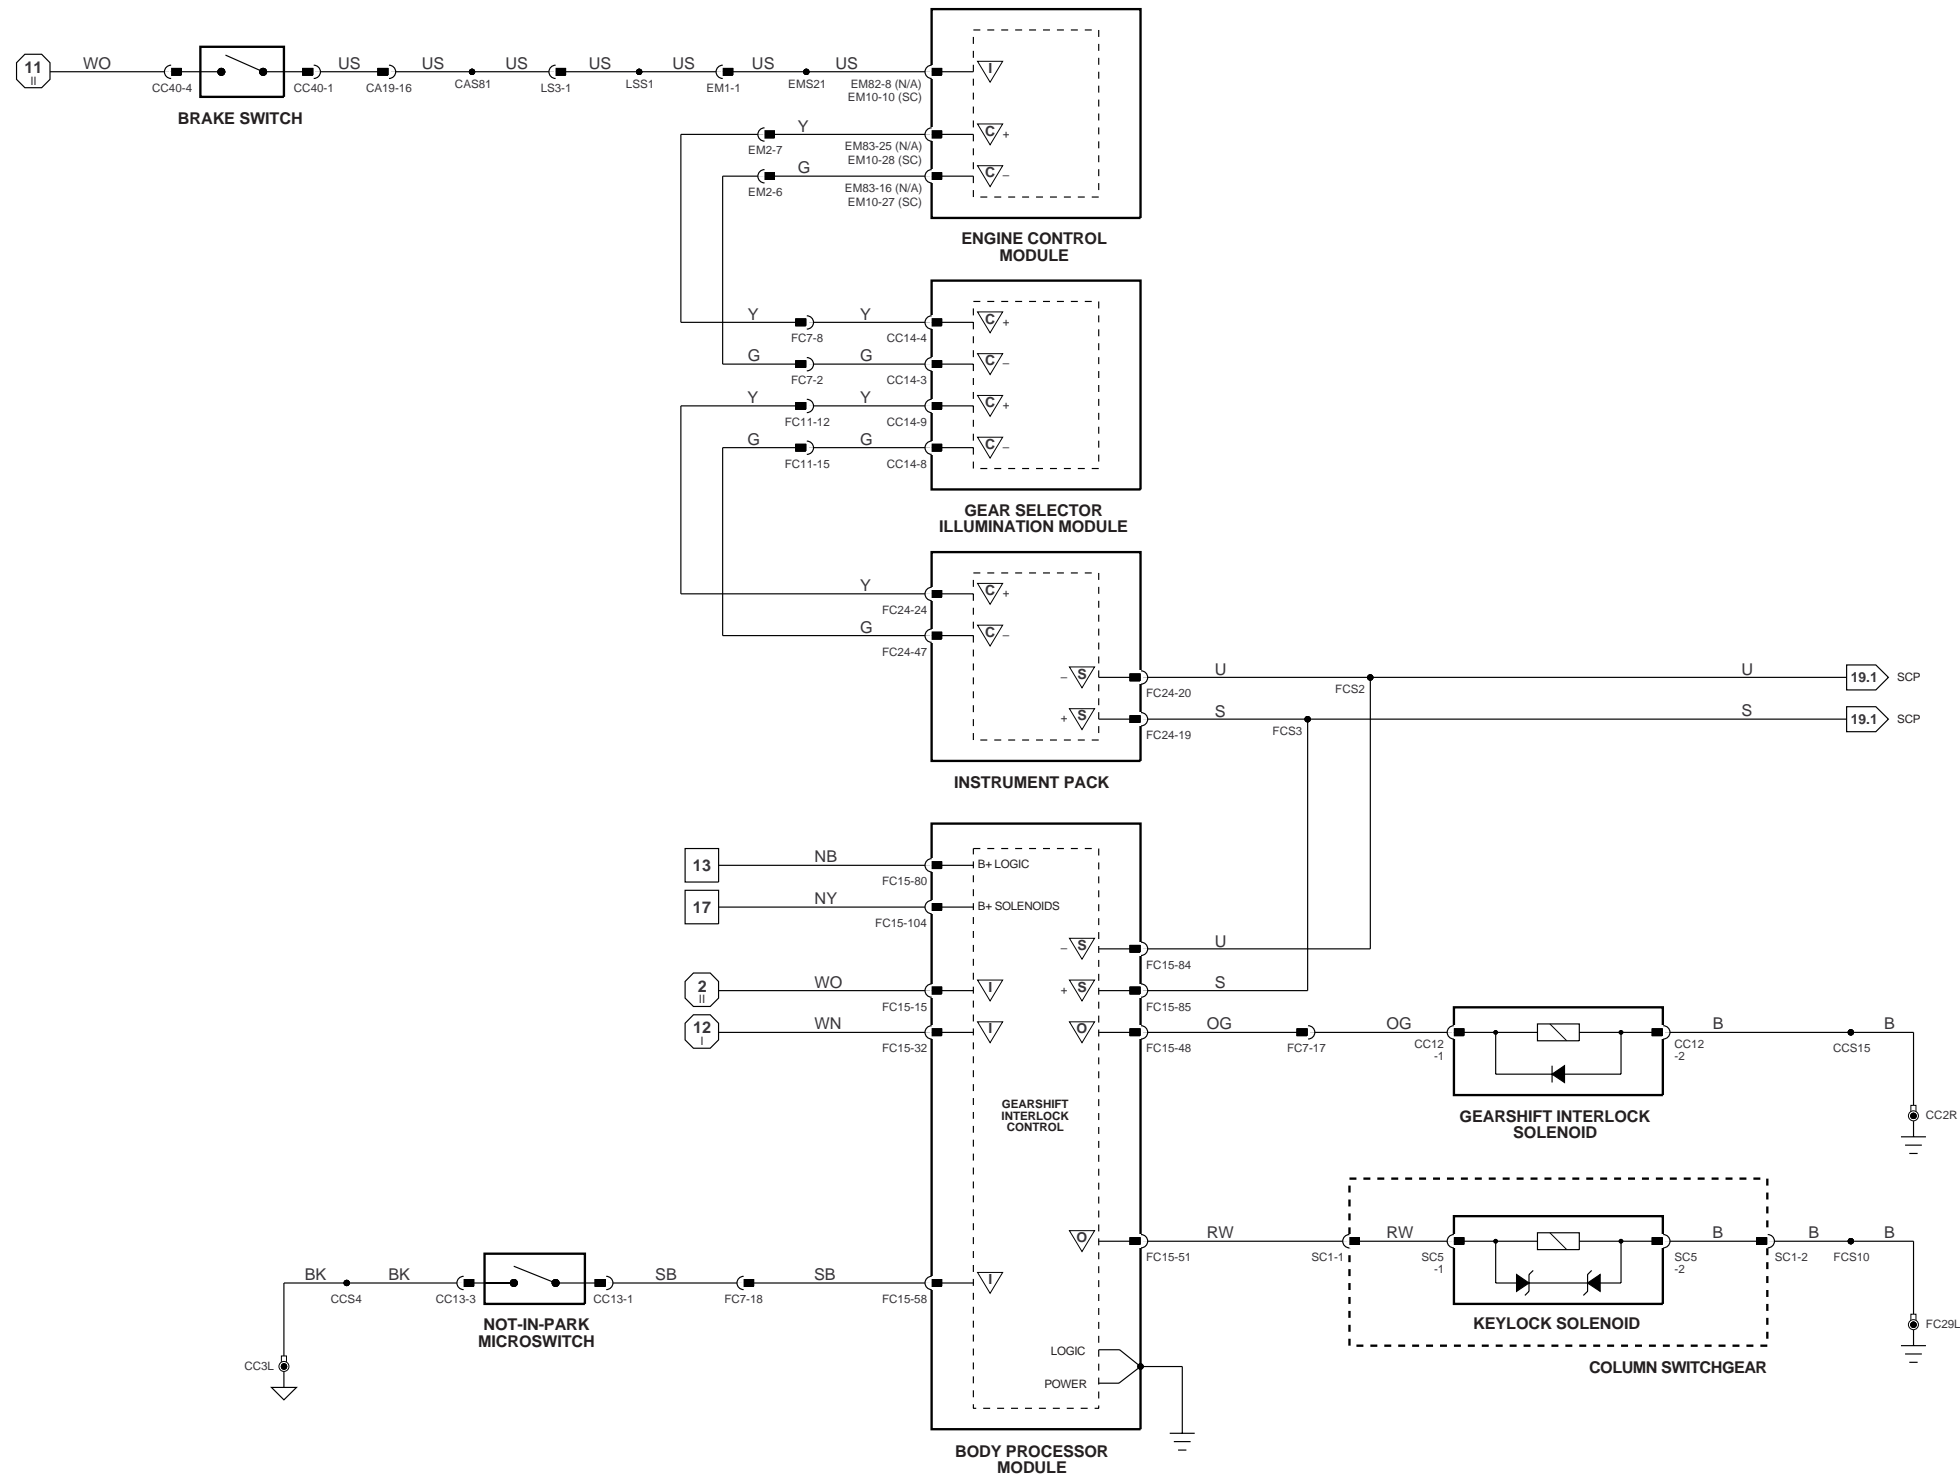 11
II
WO
CC40-4
BRAKE SWITCH
CC40-1
US
CA19-16
US
CAS81
US
LS3-1
US
LSS1
US
EM1-1
US
EMS21
US
EM82-8 (N/A)
EM10-10 (SC)
I
EM2-7
Y
EM83-25 (N/A)
EM10-28 (SC)
C
+
EM2-6
G
EM83-16 (N/A)
EM10-27 (SC)
C
–
ENGINE CONTROL
MODULE
Y
FC7-8
Y
CC14-4
C
+
G
FC7-2
G
CC14-3
C
–
Y
FC11-12
Y
CC14-9
C
+
G
FC11-15
G
CC14-8
C
–
GEAR SELECTOR
ILLUMINATION MODULE
Y
FC24-24
C
+
G
FC24-47
C
–
–
S
FC24-20
U
FCS2
U
19.1
SCP
+
S
FC24-19
S
FCS3
S
19.1
SCP
INSTRUMENT PACK
13
NB
FC15-80
B+ LOGIC
17
NY
FC15-104
B+ SOLENOIDS
–
S
FC15-84
U
2
II
WO
FC15-15
I
+
S
FC15-85
S
12
I
WN
FC15-32
I
O
FC15-48
OG
FC7-17
OG
CC12
-1
CC12
-2
B
CCS15
B
CC2R
GEARSHIFT INTERLOCK
SOLENOID
GEARSHIFT
INTERLOCK
CONTROL
O
FC15-51
RW
SC1-1
RW
SC5
-1
SC5
-2
B
SC1-2
B
FCS10
B
FC29L
KEYLOCK SOLENOID
COLUMN SWITCHGEAR
BK
CCS4
BK
CC13-3
CC13-1
SB
FC7-18
SB
FC15-58
I
NOT-IN-PARK
MICROSWITCH
CC3L
LOGIC
POWER
BODY PROCESSOR
MODULE